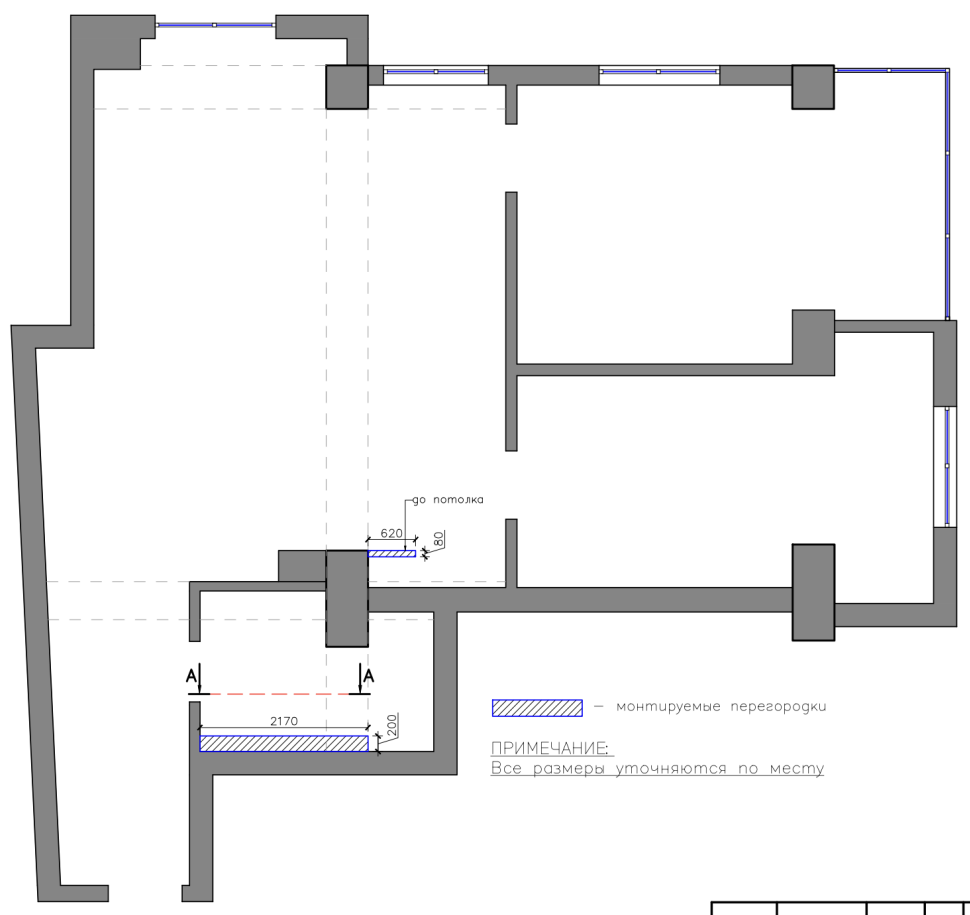 до потолка
620
80
А А
2170
200
– монтируемые перегородки
ПРИМЕЧАНИЕ:
Все размеры уточняются по месту